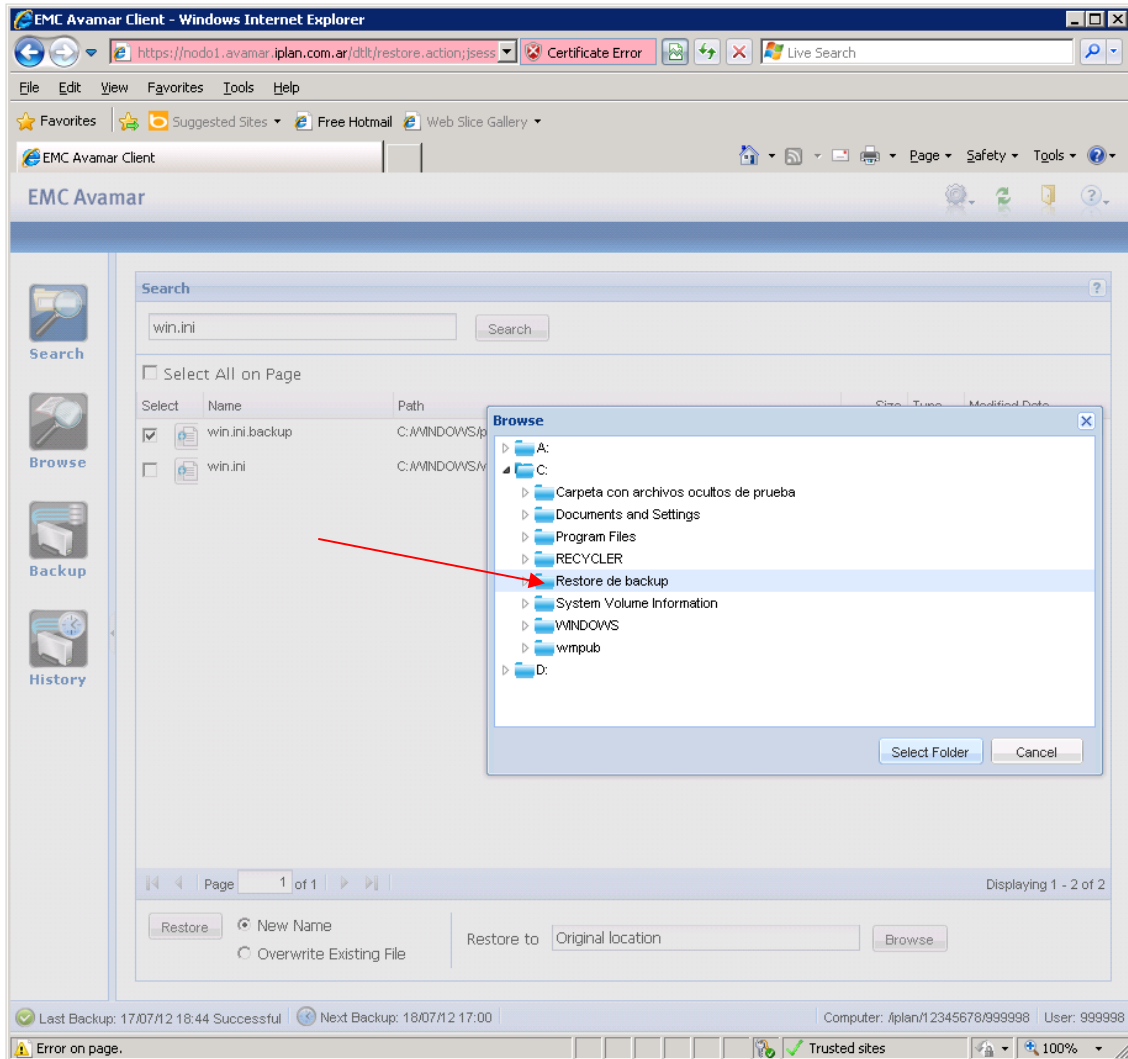 EMC Avamar Client - Windows Internet Explorer
https://nodo1.avamar.iplan.com.ar/dtlt/restore.action;jsess Certificate Error Live Search
File Edit View Favorites Tools Help
Favorites Suggested Sites Free Hotmail Web Slice Gallery
EMC Avamar Client Page Safety Tools
EMC Avamar
Search
win.ini Search
Search
Select All on Page
Select Name Path Size Type Modified Date
win.ini.backup C:/WINDOWS/p
win.ini C:/WINDOWS/
Browse
Backup
History
Browse
A:
C:
Carpeta con archivos ocultos de prueba
Documents and Settings
Program Files
RECYCLER
Restore de backup
System Volume Information
WINDOWS
wmpub
D:
Select Folder Cancel
Page 1 of 1 Displaying 1 - 2 of 2
Restore New Name
Overwrite Existing File
Restore to Original location Browse
Last Backup: 17/07/12 18:44 Successful Next Backup: 18/07/12 17:00 Computer: /iplan/12345678/999998 User: 999998
Error on page. Trusted sites 100%